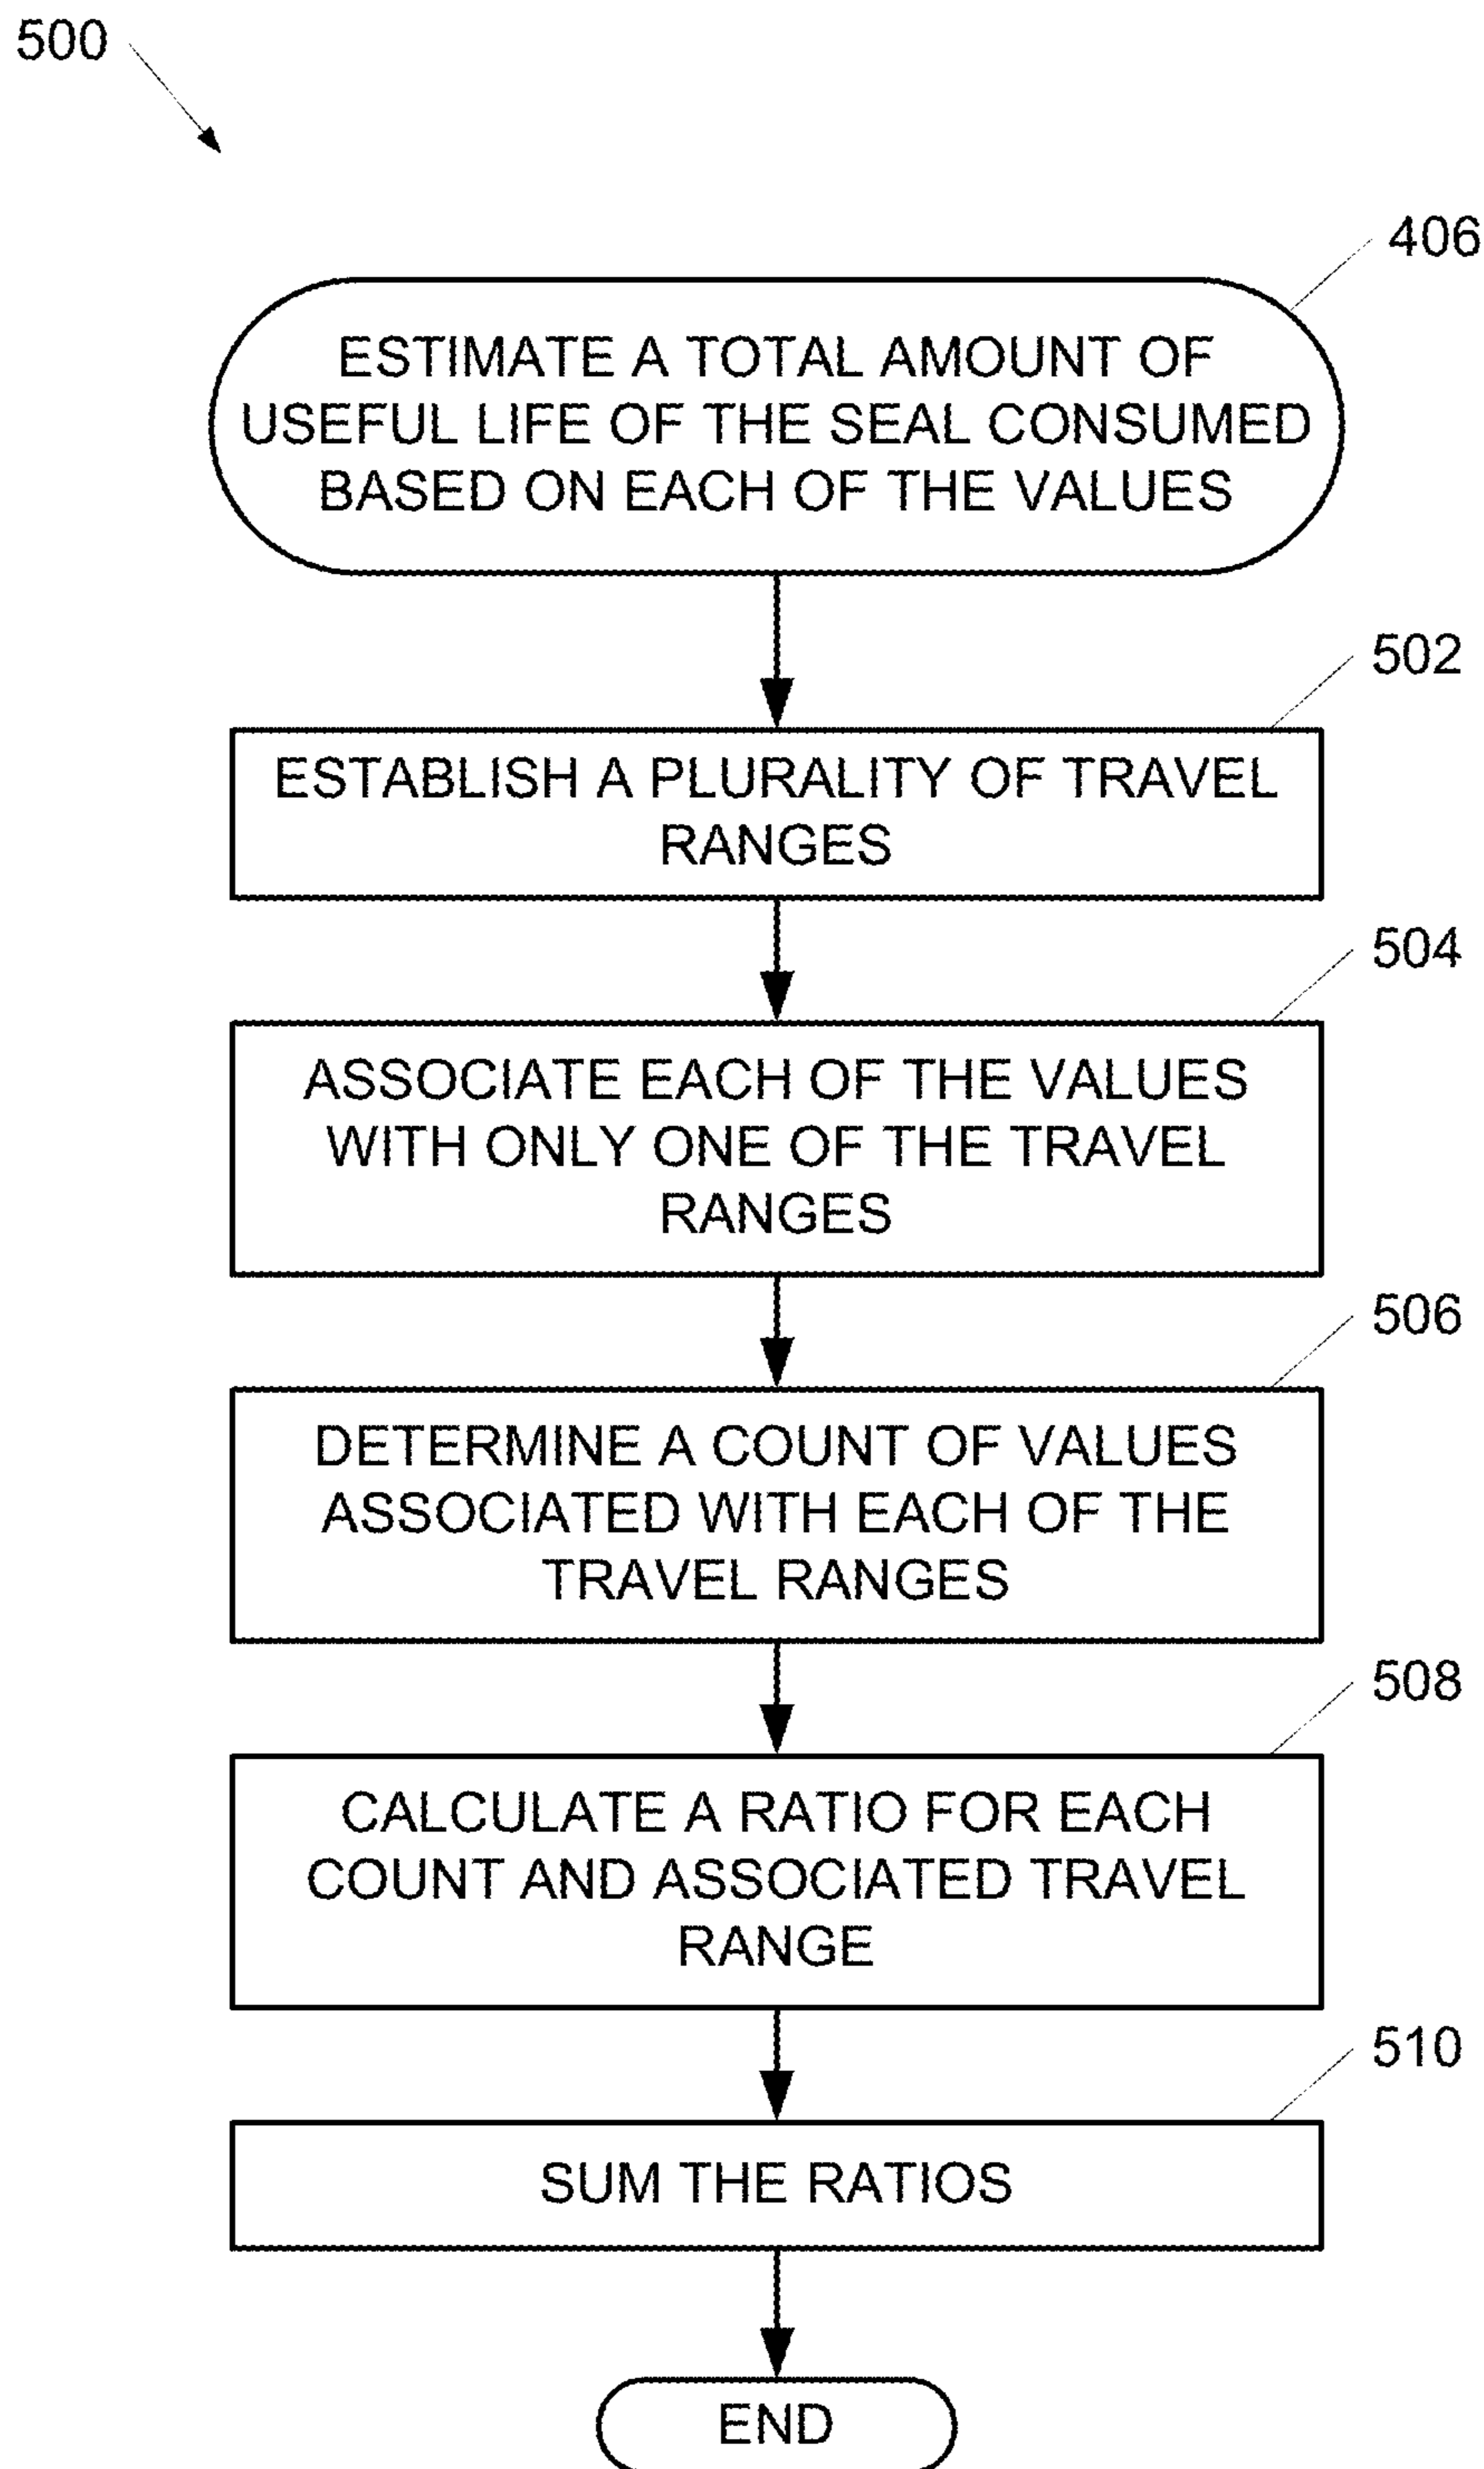 500
406
ESTIMATE A TOTAL AMOUNT OF
USEFUL LIFE OF THE SEAL CONSUMED
BASED ON EACH OF THE VALUES
502
ESTABLISH A PLURALITY OF TRAVEL
RANGES
504
ASSOCIATE EACH OF THE VALUES
WITH ONLY ONE OF THE TRAVEL
RANGES
506
DETERMINE A COUNT OF VALUES
ASSOCIATED WITH EACH OF THE
TRAVEL RANGES
508
CALCULATE A RATIO FOR EACH
COUNT AND ASSOCIATED TRAVEL
RANGE
510
SUM THE RATIOS
END